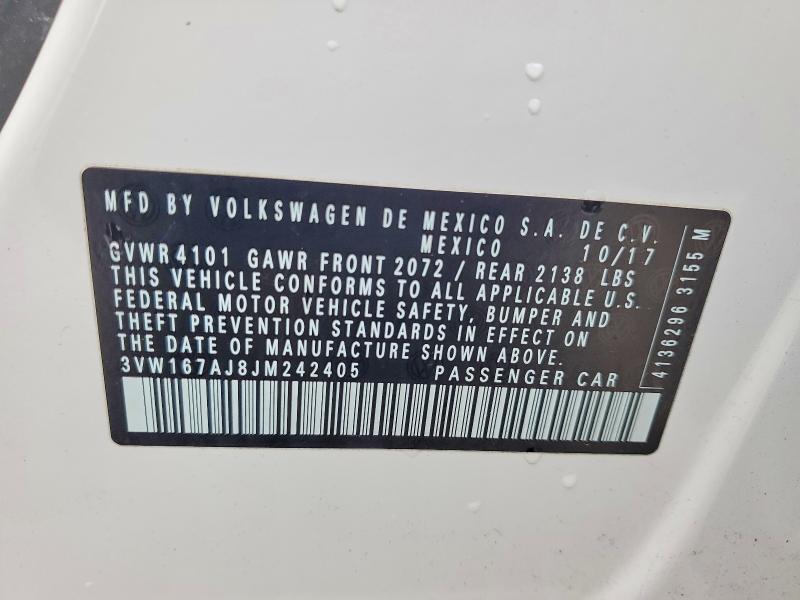 MFD BY VOLKSWAGEN DE MEXICO S.A. DE C.V.
MEXICO 10/17
GVWR 4101 GAWR FRONT 2072 / REAR 2138 LBS
THIS VEHICLE CONFORMS TO ALL APPLICABLE U.S.
FEDERAL MOTOR VEHICLE SAFETY, BUMPER AND
THEFT PREVENTION STANDARDS IN EFFECT ON
THE DATE OF MANUFACTURE SHOWN ABOVE.
3VW167AJ8JM242405 PASSENGER CAR
4136296 3155 M